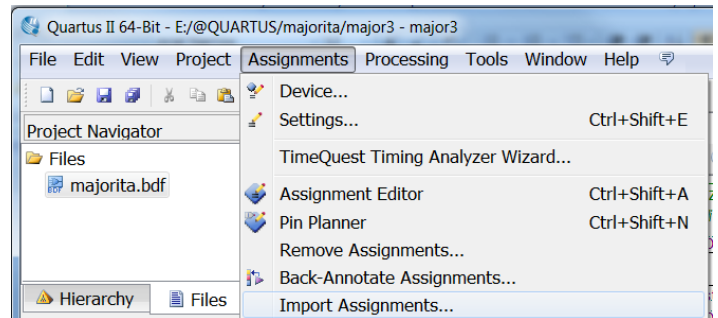 Quartus II 64-Bit - E:/@QUARTUS/majorita/major3 - major3
File Edit View Project Assignments Processing Tools Window Help
Device...
Project Navigator
Settings... Ctrl+Shift+E
Files
TimeQuest Timing Analyzer Wizard...
majorita.bdf
Assignment Editor Ctrl+Shift+A
Pin Planner Ctrl+Shift+N
Remove Assignments...
Back-Annotate Assignments...
Hierarchy Files
Import Assignments...